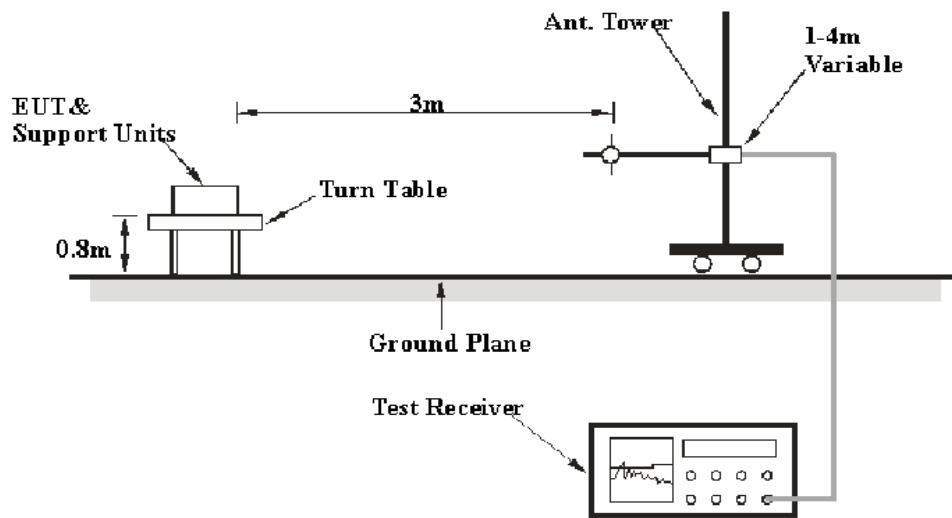 Ant. Tower
1-4m
Variable
EUT&
Support Units
3m
Turn Table
0.8m
Ground Plane
Test Receiver